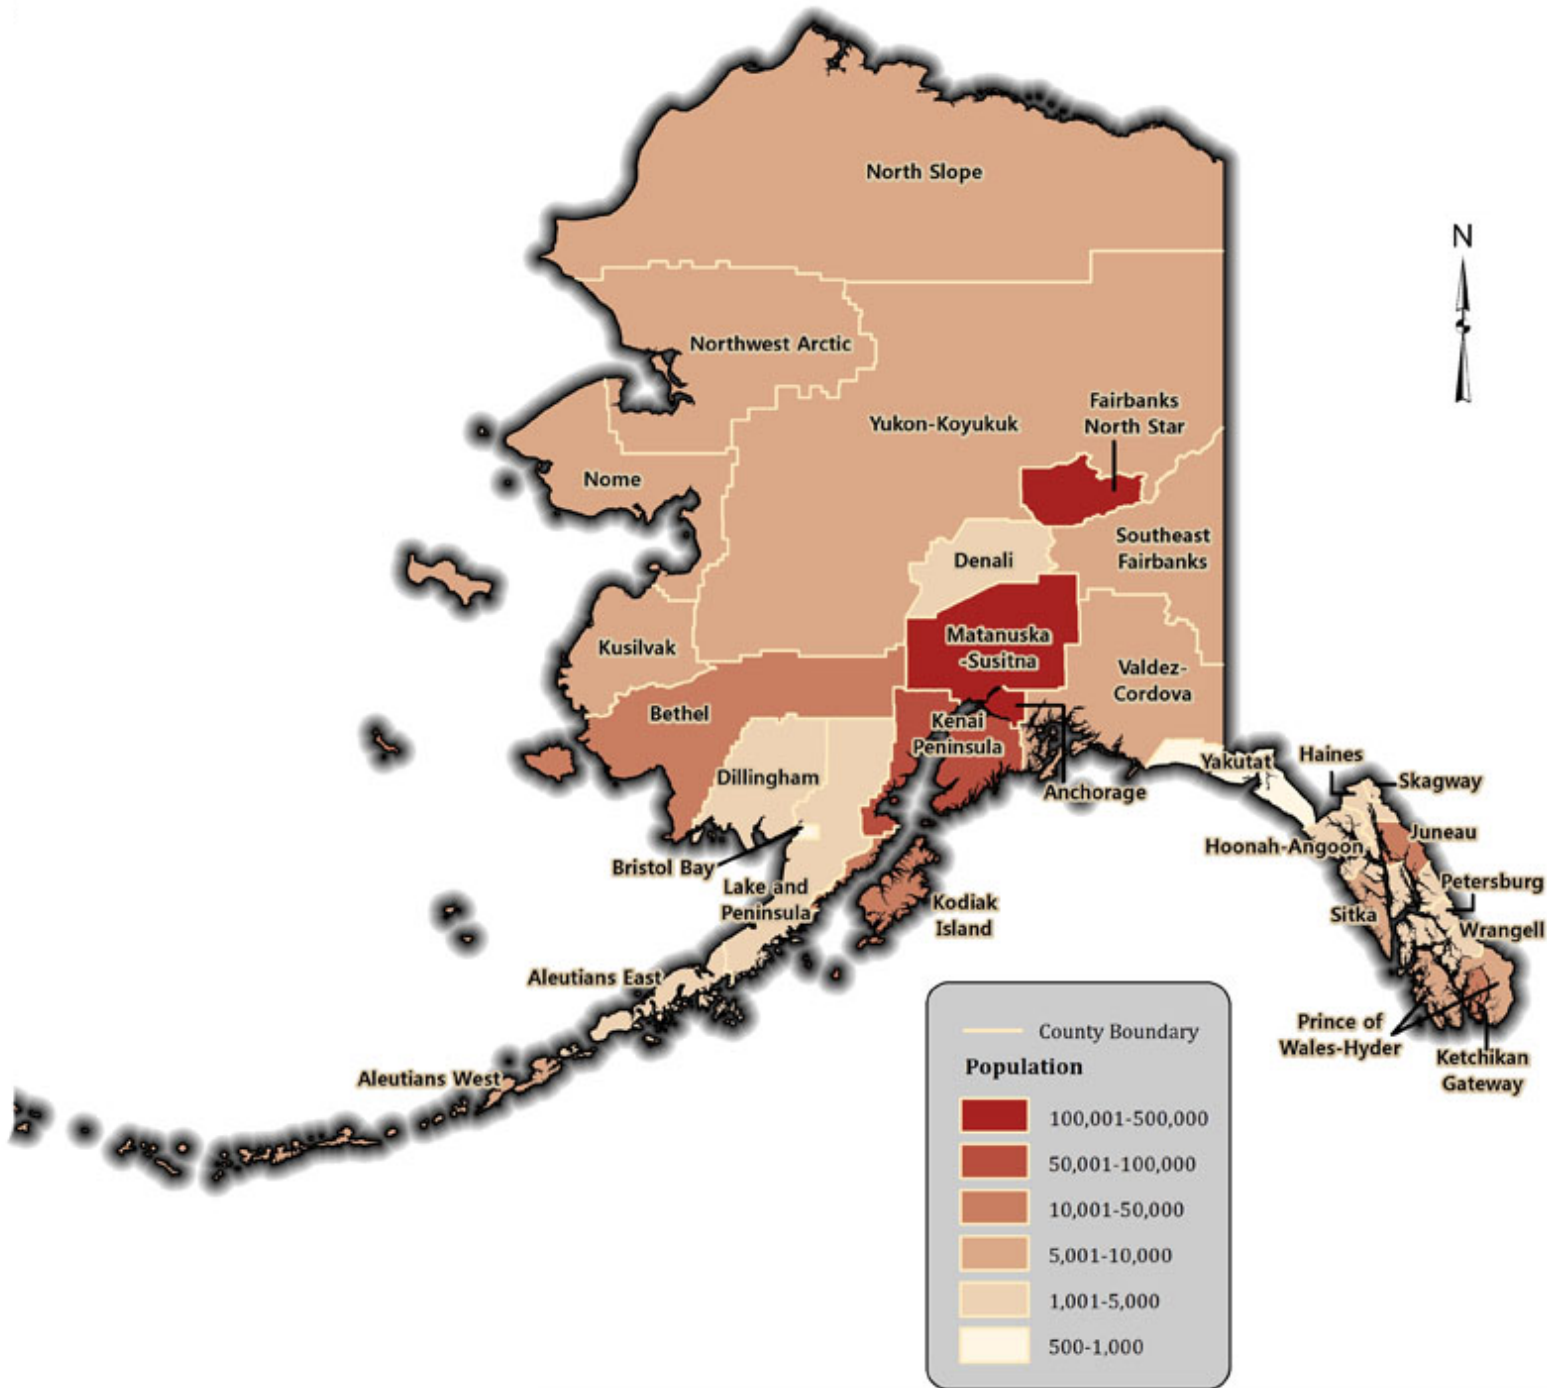 North Slope
N
Northwest Arctic
Fairbanks
North Star
Yukon-Koyukuk
Nome
Southeast
Fairbanks
Denali
Kusilvak
Matanuska
-Susitna
Valdez-
Cordova
Bethel
Kenai
Peninsula
Dillingham
Anchorage
Yakutat
Haines
Skagway
Juneau
Hoonah-Angoon
Bristol Bay
Lake and
Peninsula
Kodiak
Island
Petersburg
Sitka
Wrangell
Aleutians East
Prince of
Wales-Hyder
Ketchikan
Gateway
Aleutians West
County Boundary
Population
100,001-500,000
50,001-100,000
10,001-50,000
5,001-10,000
1,001-5,000
500-1,000